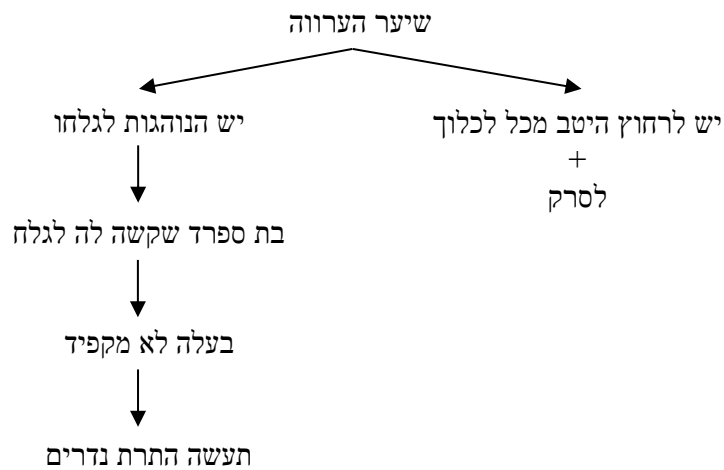 שיער הערווה
יש לרחוץ היטב מכל לכלוך
+
לסרק
יש הנוהגות לגלחו
בת ספרד שקשה לה לגלח
בעלה לא מקפיד
תעשה התרת נדרים